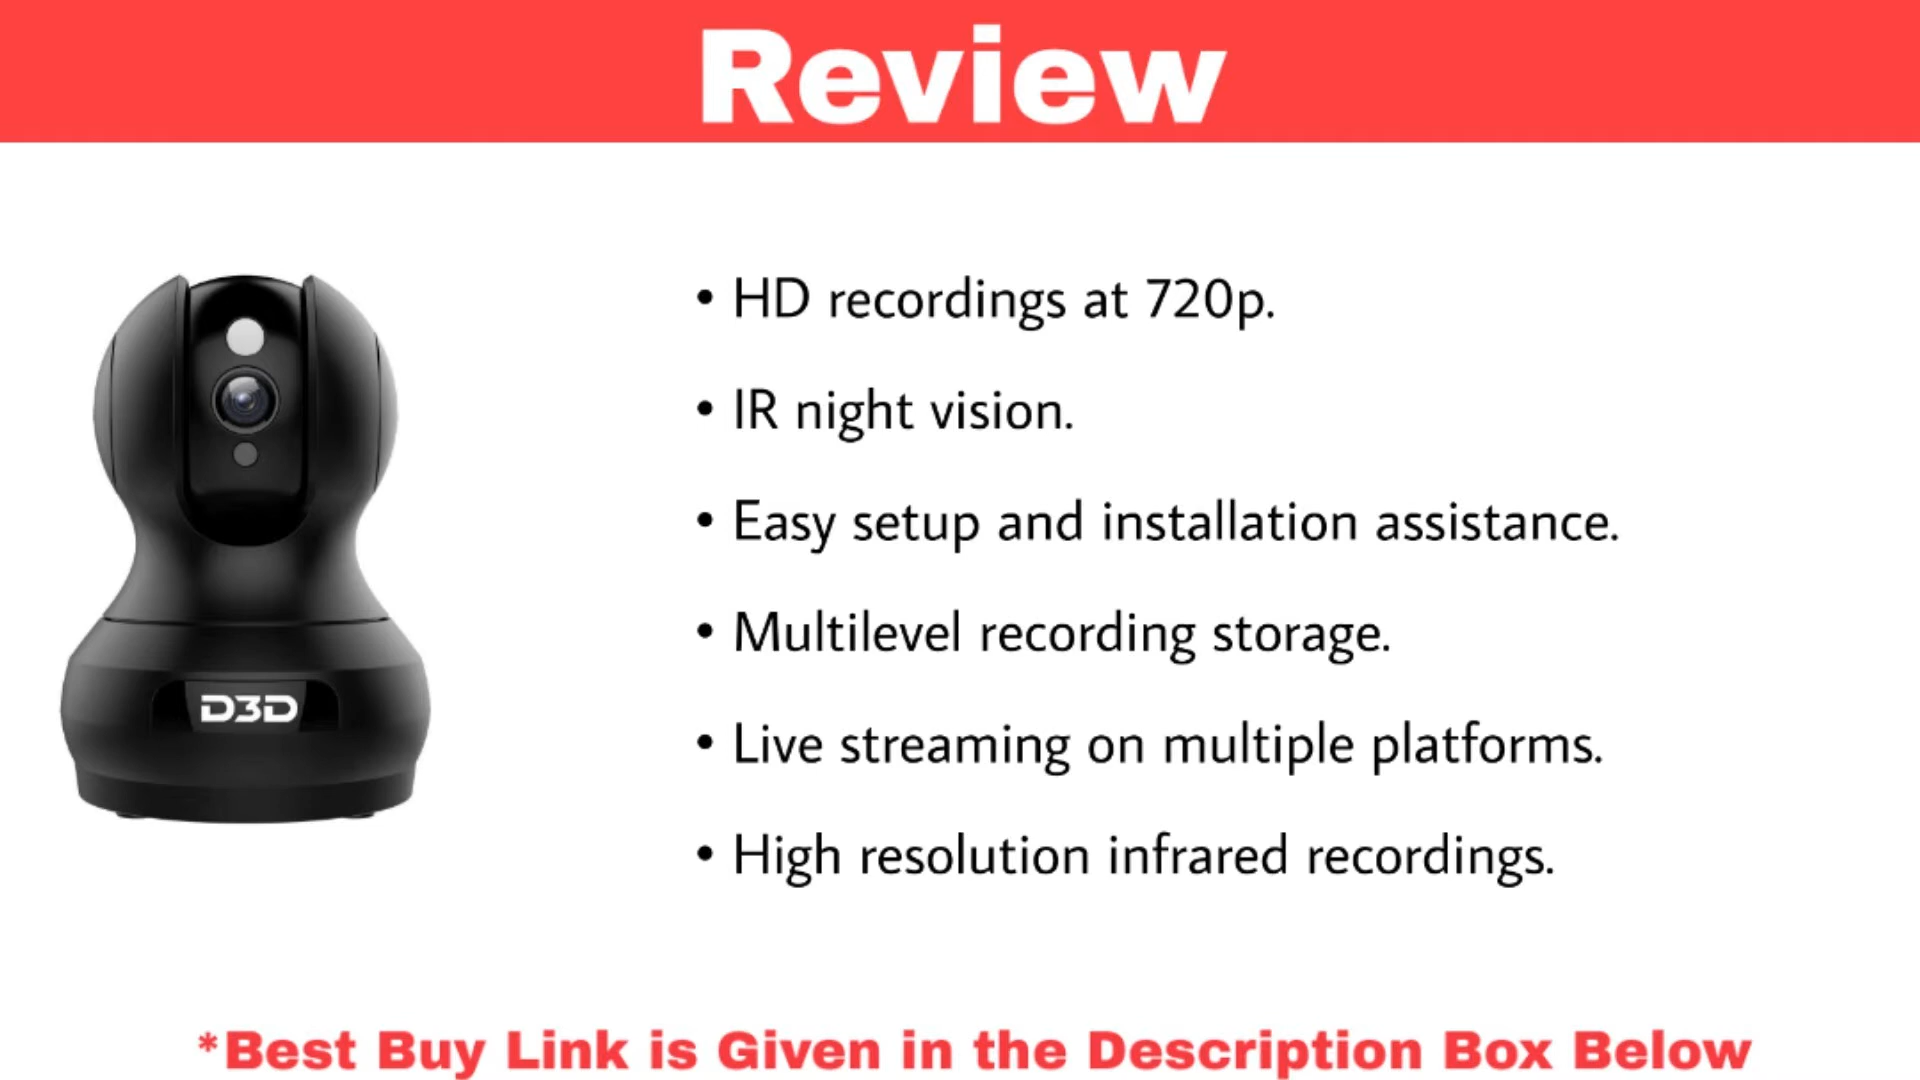 Review
• HD recordings at 720p.
• IR night vision.
• Easy setup and installation assistance.
• Multilevel recording storage.
• Live streaming on multiple platforms.
• High resolution infrared recordings.
D3D
*Best Buy Link is Given in the Description Box Below